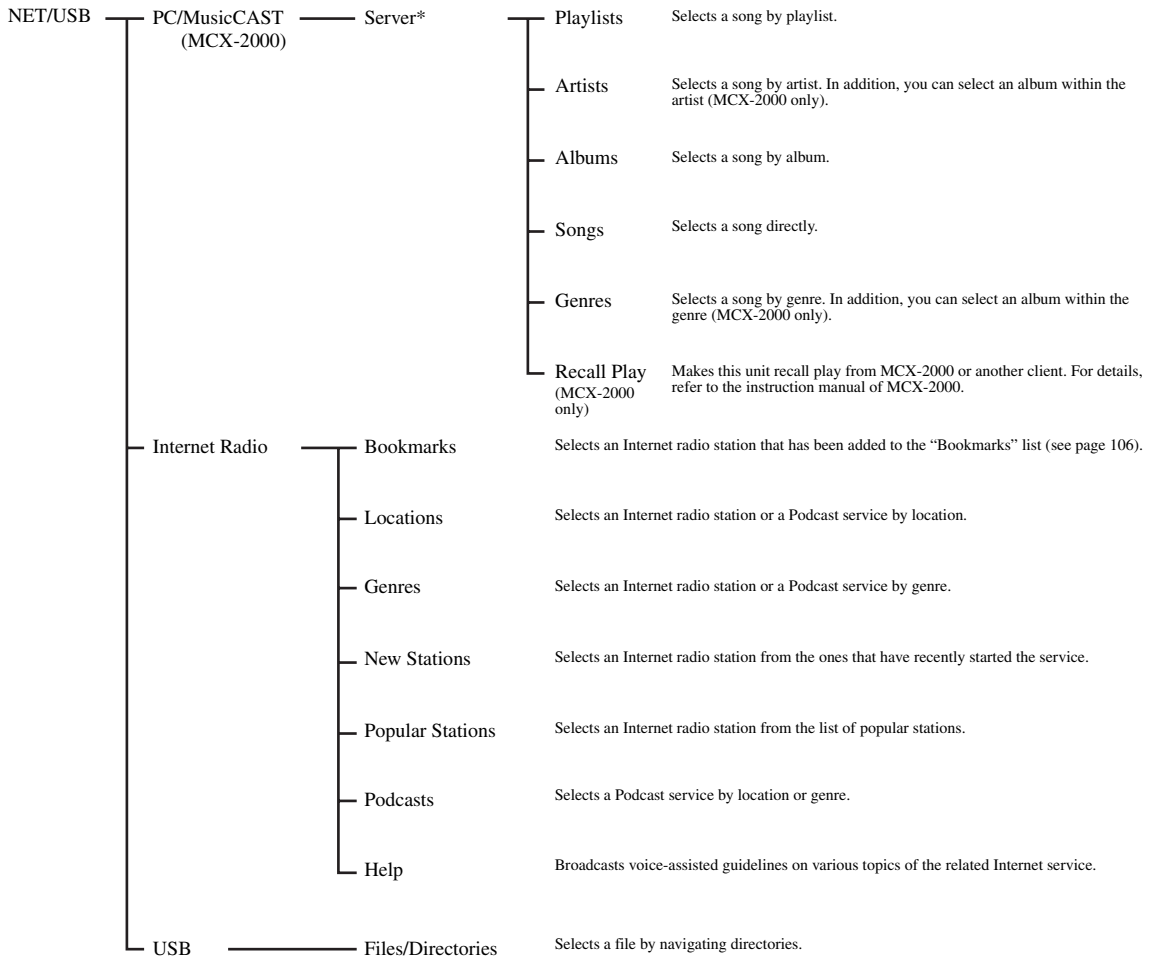 NET/USB
PC/MusicCAST
(MCX-2000)
Server*
Playlists
Selects a song by playlist.
Artists
Selects a song by artist. In addition, you can select an album within the
artist (MCX-2000 only).
Albums
Selects a song by album.
Songs
Selects a song directly.
Genres
Selects a song by genre. In addition, you can select an album within the
genre (MCX-2000 only).
Recall Play
(MCX-2000
only)
Makes this unit recall play from MCX-2000 or another client. For details,
refer to the instruction manual of MCX-2000.
Internet Radio
Bookmarks
Selects an Internet radio station that has been added to the “Bookmarks” list (see page 106).
Locations
Selects an Internet radio station or a Podcast service by location.
Genres
Selects an Internet radio station or a Podcast service by genre.
New Stations
Selects an Internet radio station from the ones that have recently started the service.
Popular Stations
Selects an Internet radio station from the list of popular stations.
Podcasts
Selects a Podcast service by location or genre.
Help
Broadcasts voice-assisted guidelines on various topics of the related Internet service.
USB
Files/Directories
Selects a file by navigating directories.